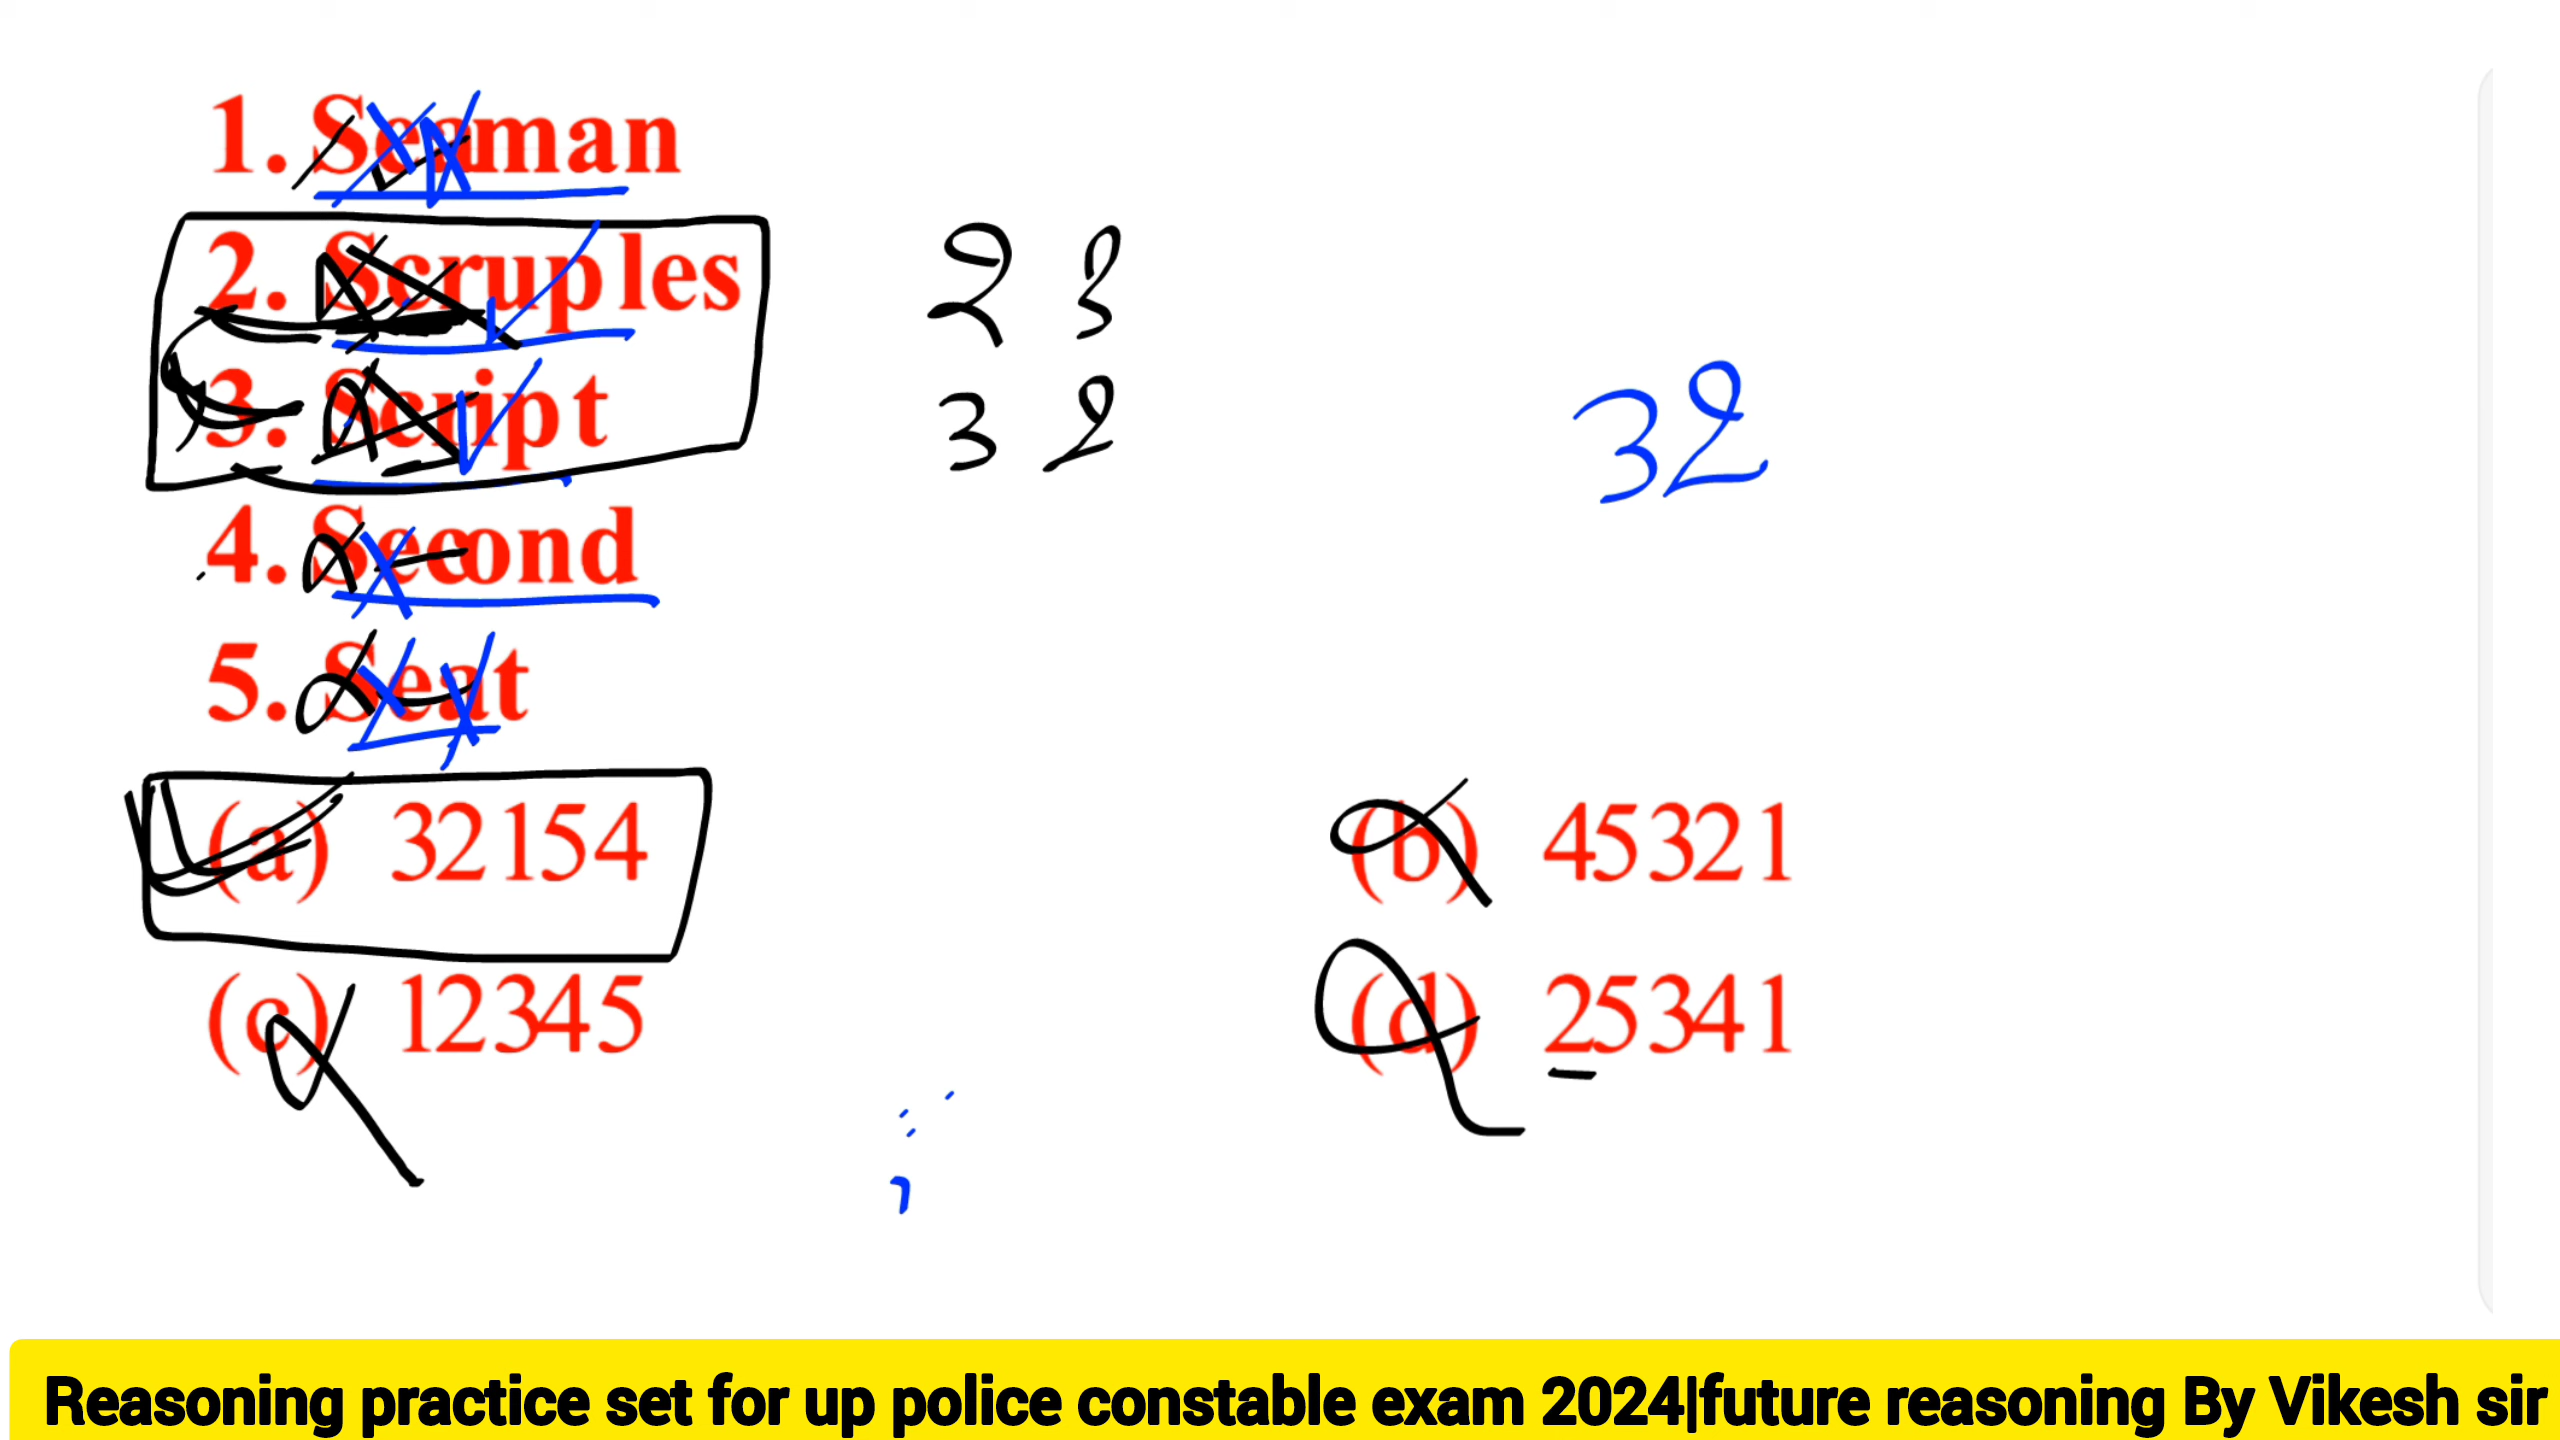 1. Seaman
2. Scruples
2 3
3. Script
3 2
32
4. Second
5. Seat
(a) 32154
(b) 45321
(c) 12345
(d) 25341
Reasoning practice set for up police constable exam 2024|future reasoning By Vikesh sir